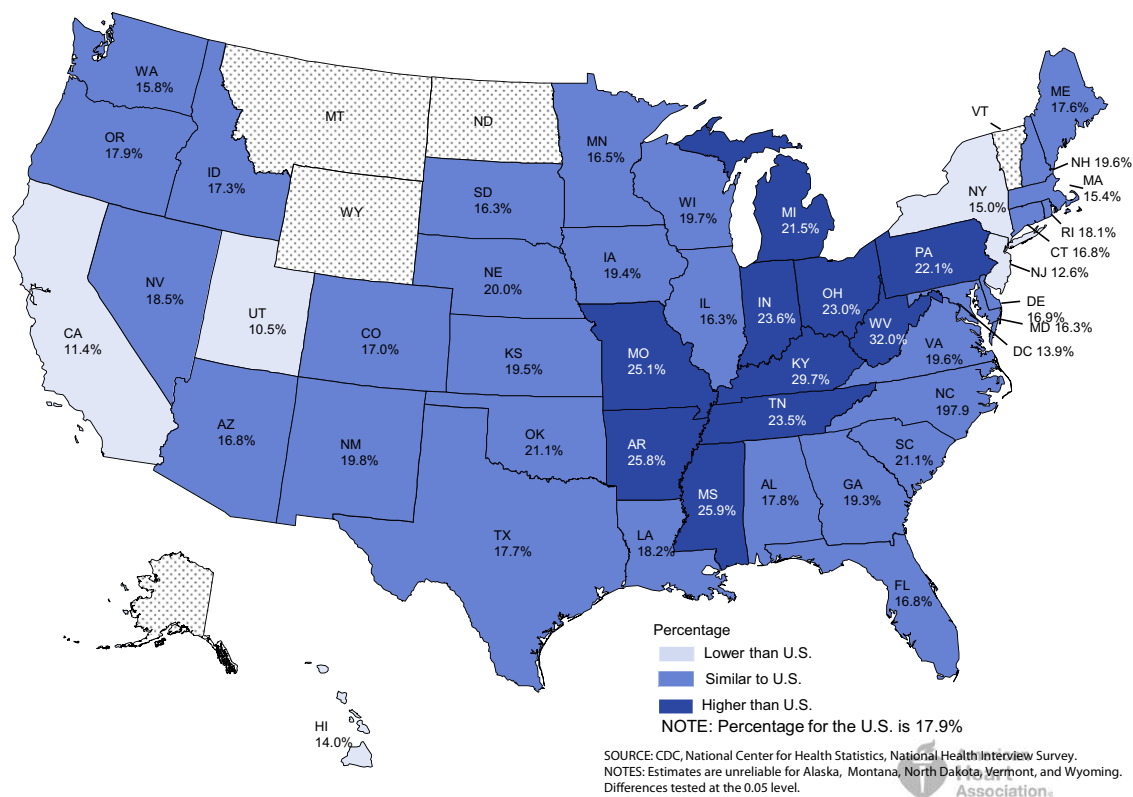 WA
15.8%
OR
17.9%
ID
17.3%
MT
ND
WY
MN
16.5%
SD
16.3%
WI
19.7%
MI
21.5%
VT
ME
17.6%
NH 19.6%
MA
15.4%
NY
15.0%
RI 18.1%
CT 16.8%
NJ 12.6%
PA
22.1%
NV
18.5%
UT
10.5%
CA
11.4%
CO
17.0%
NE
20.0%
IA
19.4%
IL
16.3%
IN
23.6%
OH
23.0%
WV
32.0%
DE
16.9%
MD 16.3%
DC 13.9%
VA
19.6%
KS
19.5%
MO
25.1%
KY
29.7%
TN
23.5%
NC
197.9
AZ
16.8%
NM
19.8%
OK
21.1%
AR
25.8%
SC
21.1%
MS
25.9%
AL
17.8%
GA
19.3%
TX
17.7%
LA
18.2%
FL
16.8%
HI
14.0%
Percentage
Lower than U.S.
Similar to U.S.
Higher than U.S.
NOTE: Percentage for the U.S. is 17.9%
SOURCE: CDC, National Center for Health Statistics, National Health Interview Survey.
NOTES: Estimates are unreliable for Alaska, Montana, North Dakota, Vermont, and Wyoming.
Differences tested at the 0.05 level.
American
Heart
Association®